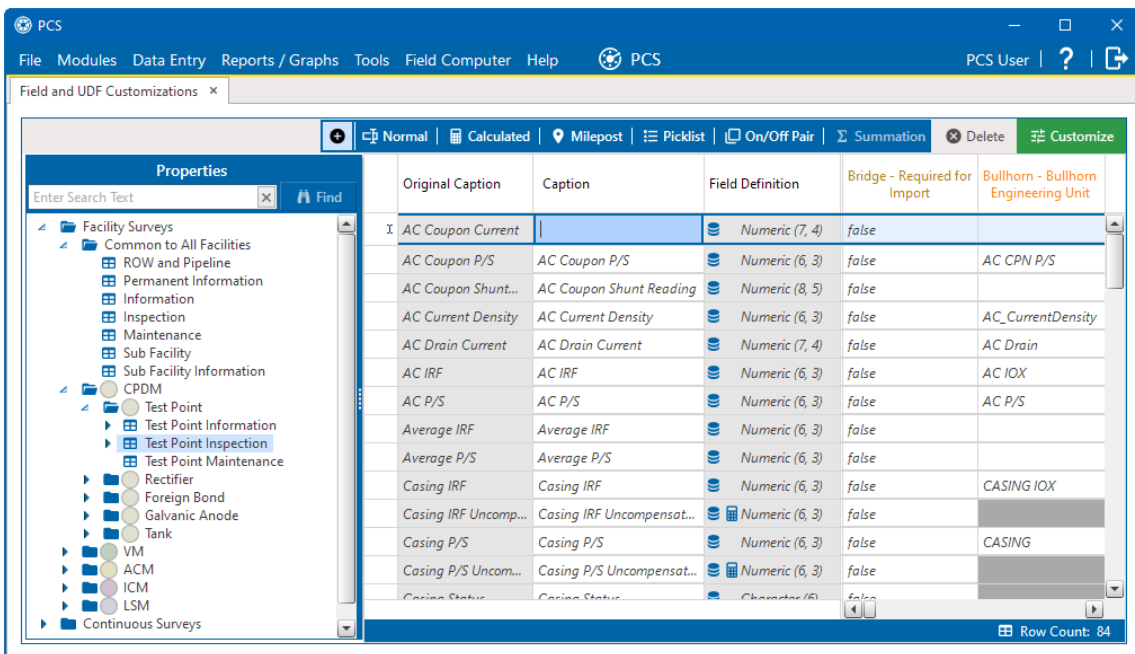 PCS
File Modules Data Entry Reports / Graphs Tools Field Computer Help PCS PCS User | ? |
Field and UDF Customizations ×
Normal | Calculated | Milepost | Picklist | On/Off Pair | Σ Summation Delete Customize
Properties
Enter Search Text × Find
Facility Surveys
Common to All Facilities
ROW and Pipeline
Permanent Information
Information
Inspection
Maintenance
Sub Facility
Sub Facility Information
CPDM
Test Point
Test Point Information
Test Point Inspection
Test Point Maintenance
Rectifier
Foreign Bond
Galvanic Anode
Tank
VM
ACM
ICM
LSM
Continuous Surveys
Original Caption Caption Field Definition Bridge - Required for Import Bullhorn - Bullhorn Engineering Unit
AC Coupon Current Numeric (7, 4) false
AC Coupon P/S AC Coupon P/S Numeric (6, 3) false AC CPN P/S
AC Coupon Shunt... AC Coupon Shunt Reading Numeric (8, 5) false
AC Current Density AC Current Density Numeric (6, 3) false AC_CurrentDensity
AC Drain Current AC Drain Current Numeric (7, 4) false AC Drain
AC IRF AC IRF Numeric (6, 3) false AC IOX
AC P/S AC P/S Numeric (6, 3) false AC P/S
Average IRF Average IRF Numeric (6, 3) false
Average P/S Average P/S Numeric (6, 3) false
Casing IRF Casing IRF Numeric (6, 3) false CASING IOX
Casing IRF Uncomp... Casing IRF Uncompensat... Numeric (6, 3) false
Casing P/S Casing P/S Numeric (6, 3) false CASING
Casing P/S Uncom... Casing P/S Uncompensat... Numeric (6, 3) false
Casing Status Casing Status Character (6) false
Row Count: 84